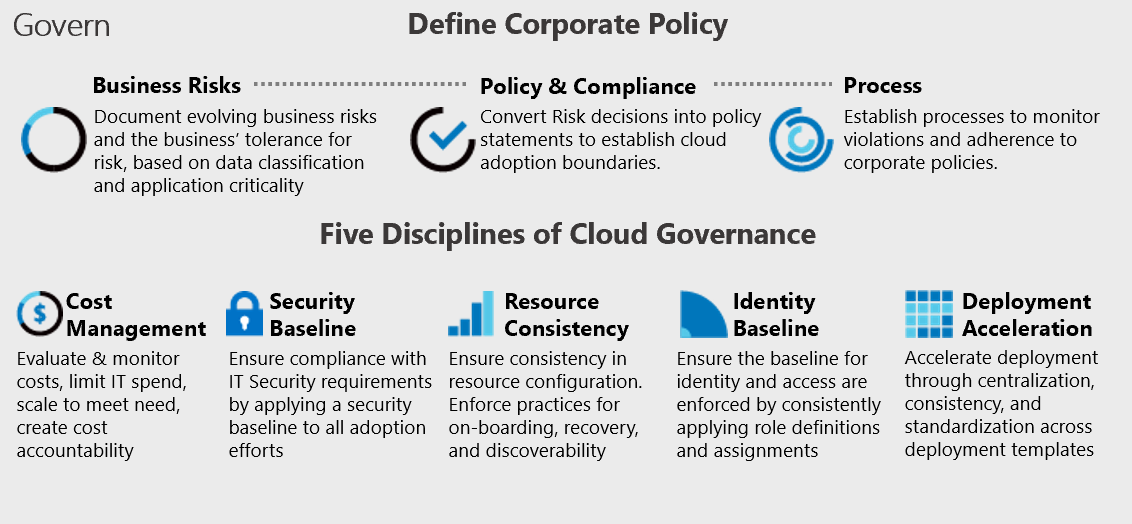 Govern
Define Corporate Policy
Business Risks
Document evolving business risks
and the business’ tolerance for
risk, based on data classification
and application criticality
Policy & Compliance
Convert Risk decisions into policy
statements to establish cloud
adoption boundaries.
Process
Establish processes to monitor
violations and adherence to
corporate policies.
Five Disciplines of Cloud Governance
$
Cost
Management
Evaluate & monitor
costs, limit IT spend,
scale to meet need,
create cost
accountability
Security
Baseline
Ensure compliance with
IT Security requirements
by applying a security
baseline to all adoption
efforts
Resource
Consistency
Ensure consistency in
resource configuration.
Enforce practices for
on-boarding, recovery,
and discoverability
Identity
Baseline
Ensure the baseline for
identity and access are
enforced by consistently
applying role definitions
and assignments
Deployment
Acceleration
Accelerate deployment
through centralization,
consistency, and
standardization across
deployment templates